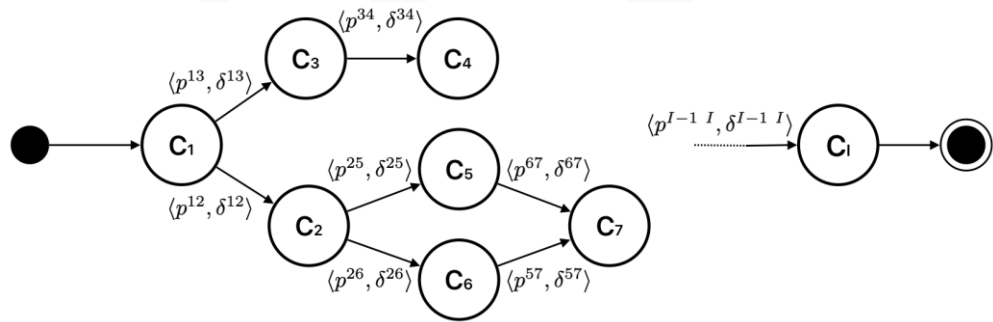 ⟨p^{34}, δ^{34}⟩
C₃
C₄
⟨p^{13}, δ^{13}⟩
⟨p^{I−1 I}, δ^{I−1 I}⟩
C₁
C_I
⟨p^{25}, δ^{25}⟩
C₅
⟨p^{67}, δ^{67}⟩
⟨p^{12}, δ^{12}⟩
C₂
C₇
⟨p^{26}, δ^{26}⟩
C₆
⟨p^{57}, δ^{57}⟩